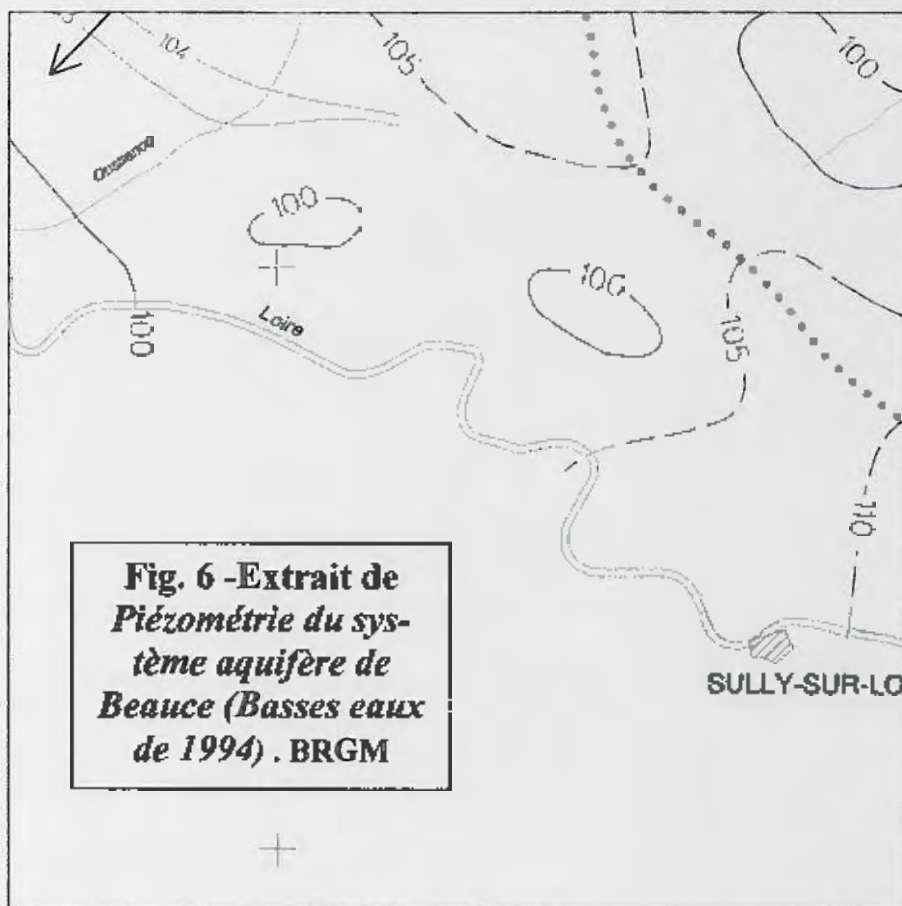 104
105
100
100
100
Loire
100
105
110
Fig. 6 -Extrait de
Piézométrie du sys-
tème aquifère de
Beauce (Basses eaux
de 1994) . BRGM
SULLY-SUR-LO